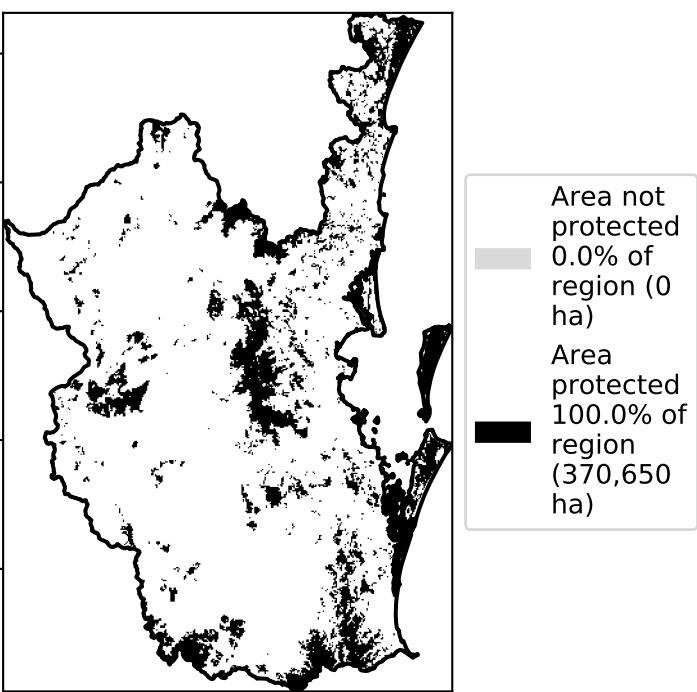 Area not
protected
0.0% of
region (0
ha)
Area
protected
100.0% of
region
(370,650
ha)